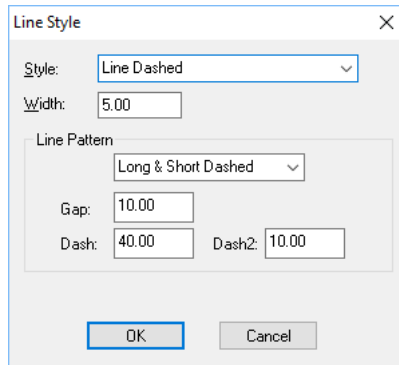 Line Style
Style: Line Dashed
Width: 5.00
Line Pattern
Long & Short Dashed
Gap: 10.00
Dash: 40.00 Dash2: 10.00
OK Cancel